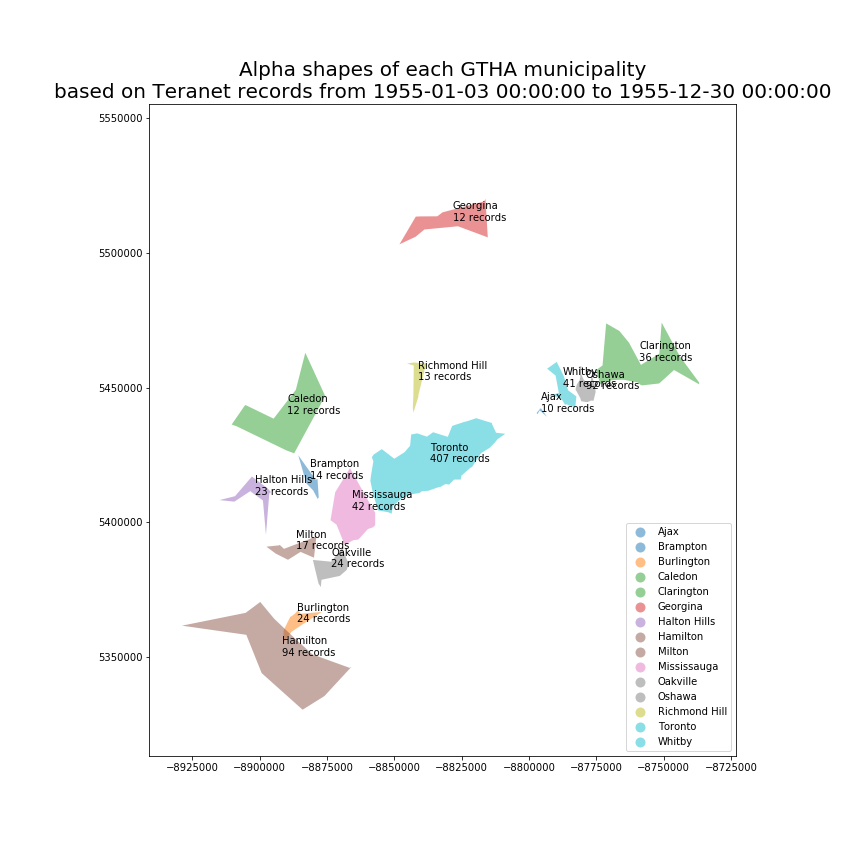 Alpha shapes of each GTHA municipality
based on Teranet records from 1955-01-03 00:00:00 to 1955-12-30 00:00:00
5550000
5500000
5450000
5400000
5350000
Georgina
12 records
Clarington
36 records
Richmond Hill
13 records
Whitby
41 records
Oshawa
92 records
Caledon
12 records
Ajax
10 records
Toronto
407 records
Brampton
14 records
Halton Hills
23 records
Mississauga
42 records
Milton
17 records
Oakville
24 records
Burlington
24 records
Hamilton
94 records
Ajax
Brampton
Burlington
Caledon
Clarington
Georgina
Halton Hills
Hamilton
Milton
Mississauga
Oakville
Oshawa
Richmond Hill
Toronto
Whitby
−8925000 −8900000 −8875000 −8850000 −8825000 −8800000 −8775000 −8750000 −8725000